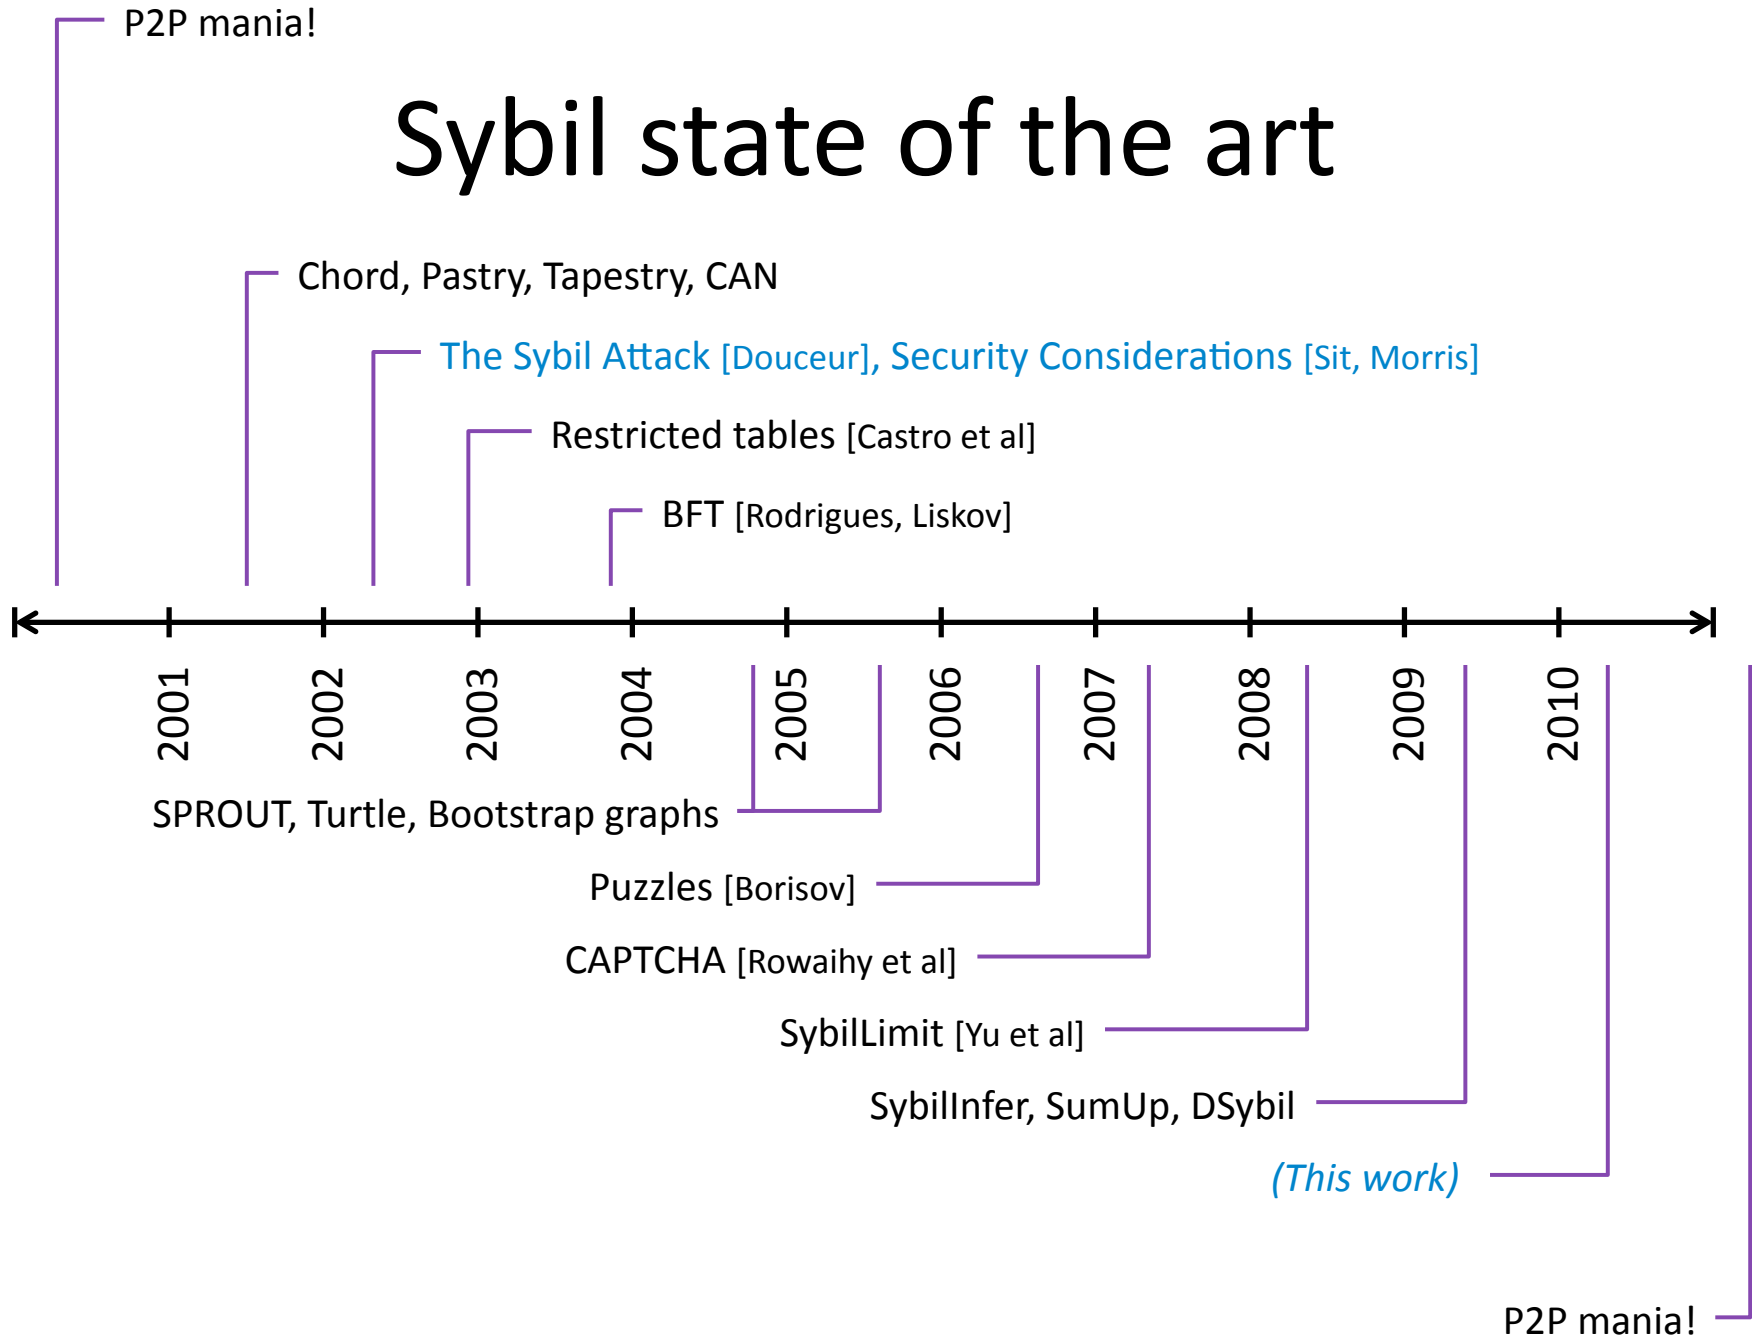 P2P mania!
Sybil state of the art
Chord, Pastry, Tapestry, CAN
The Sybil Attack [Douceur], Security Considerations [Sit, Morris]
Restricted tables [Castro et al]
BFT [Rodrigues, Liskov]
2001
2002
2003
2004
2005
2006
2007
2008
2009
2010
SPROUT, Turtle, Bootstrap graphs
Puzzles [Borisov]
CAPTCHA [Rowaihy et al]
SybilLimit [Yu et al]
SybilInfer, SumUp, DSybil
(This work)
P2P mania!